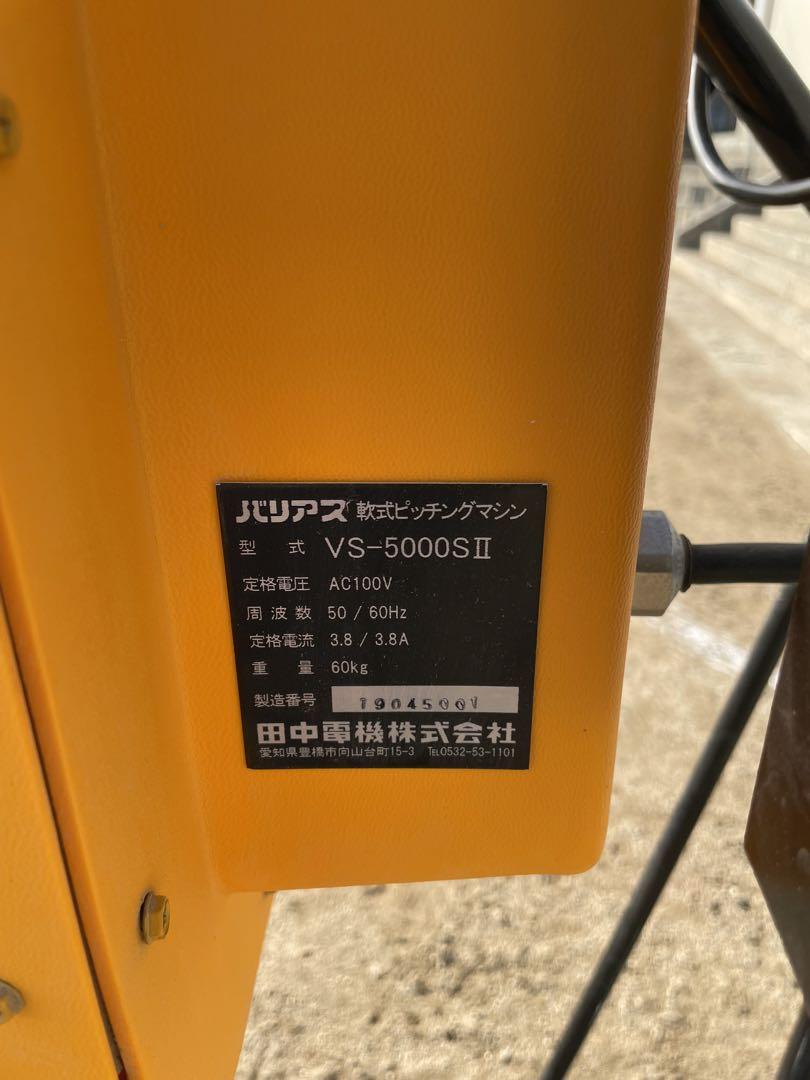 バリアス 軟式ピッチングマシン
型 式 VS-5000SⅡ
定格電圧 AC100V
周 波 数 50 / 60Hz
定格電流 3.8 / 3.8A
重 量 60kg
製造番号 19045001
田中電機株式会社
愛知県豊橋市向山台町15-3 TEL0532-53-1101